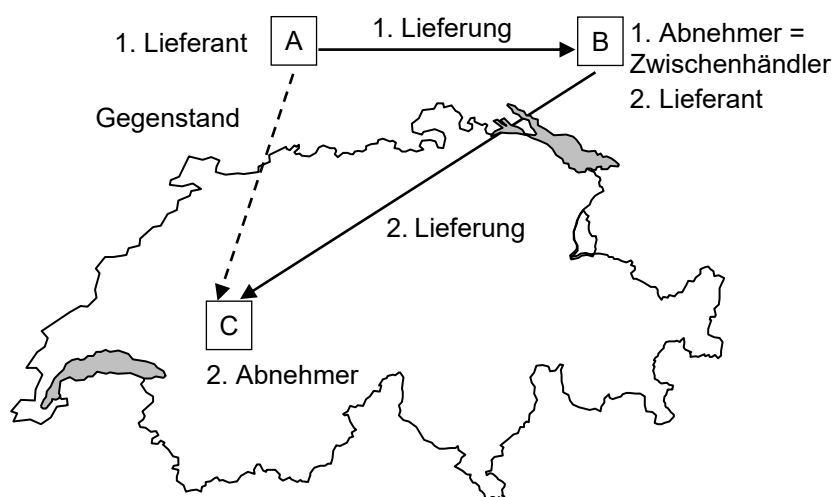 1. Lieferant
A
1. Lieferung
B
1. Abnehmer =
Zwischenhändler
2. Lieferant
Gegenstand
2. Lieferung
C
2. Abnehmer